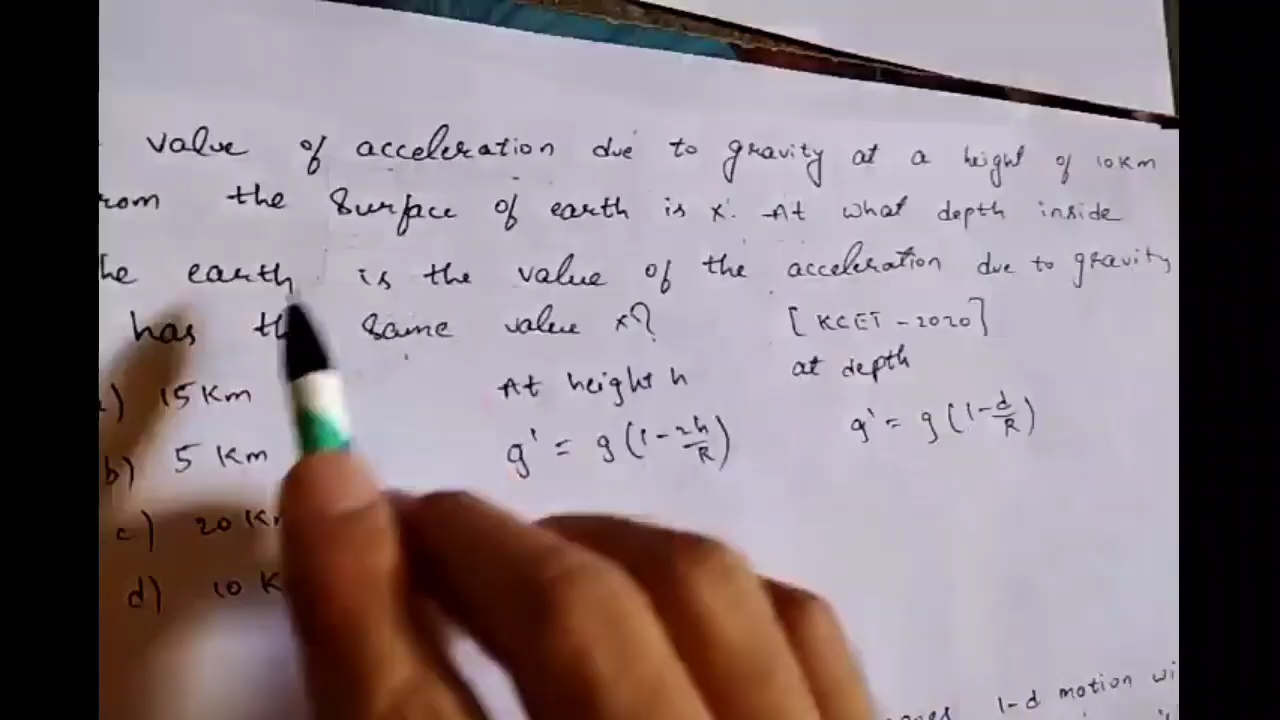 value of acceleration due to gravity at a height of 10Km
rom the surface of earth is x. At what depth inside
he earth is the value of the acceleration due to gravity
has th same value x?
[KCET - 2020]
) 15 Km
b) 5 Km
c) 20 K
d) 10 K
At height h
g' = g (1 - 2h/R)
at depth
g' = g (1 - d/R)
1-d motion wi